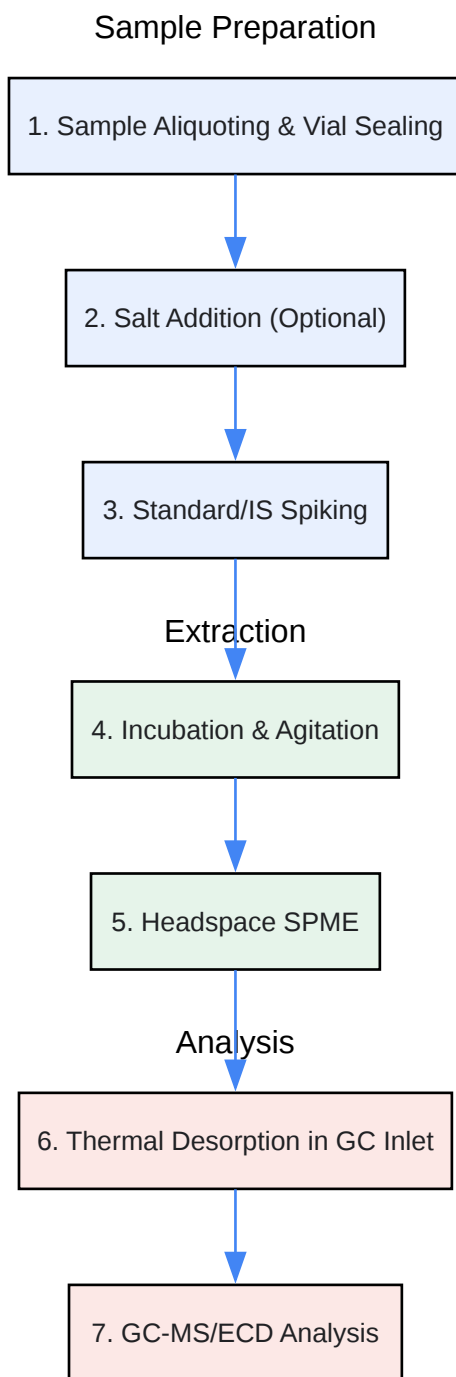 Sample Preparation
1. Sample Aliquoting & Vial Sealing
2. Salt Addition (Optional)
3. Standard/IS Spiking
Extraction
4. Incubation & Agitation
5. Headspace SPME
Analysis
6. Thermal Desorption in GC Inlet
7. GC-MS/ECD Analysis